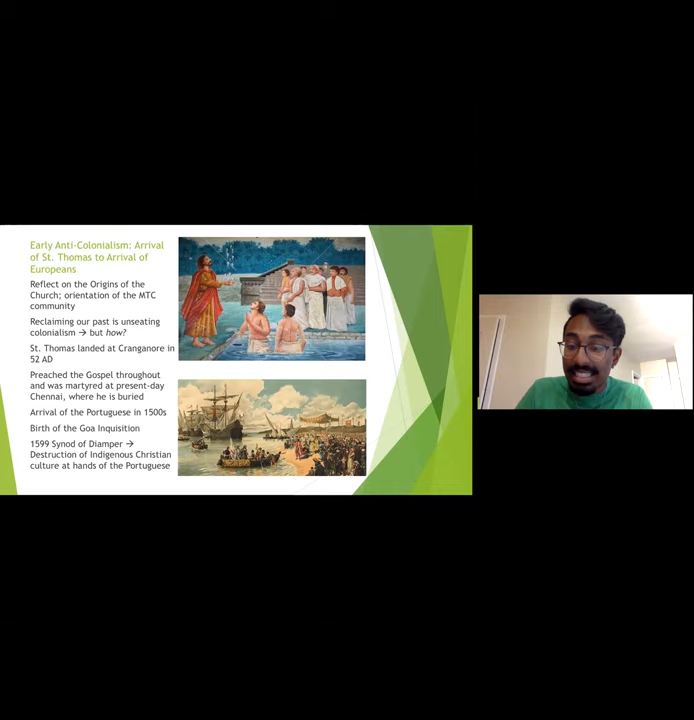 Early Anti-Colonialism: Arrival
of St. Thomas to Arrival of
Europeans
Reflect on the Origins of the
Church; orientation of the MTC
community
Reclaiming our past is unseating
colonialism → but how?
St. Thomas landed at Cranganore in
52 AD
Preached the Gospel throughout
and was martyred at present-day
Chennai, where he is buried
Arrival of the Portuguese in 1500s
Birth of the Goa Inquisition
1599 Synod of Diamper →
Destruction of Indigenous Christian
culture at hands of the Portuguese